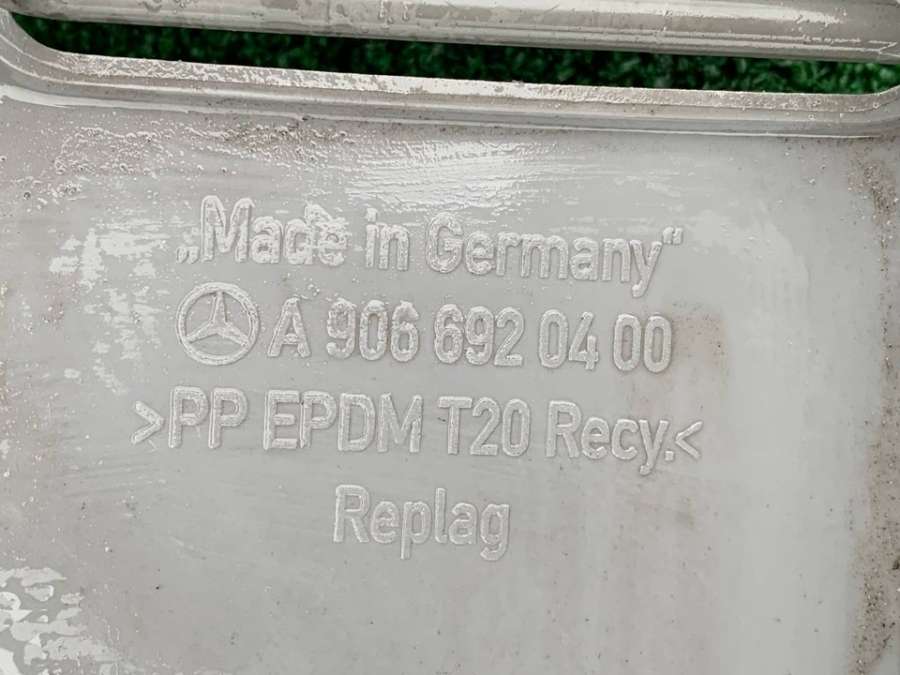 „Made in Germany“
A 906 692 04 00
>PP EPDM T20 Recy.<
Replag